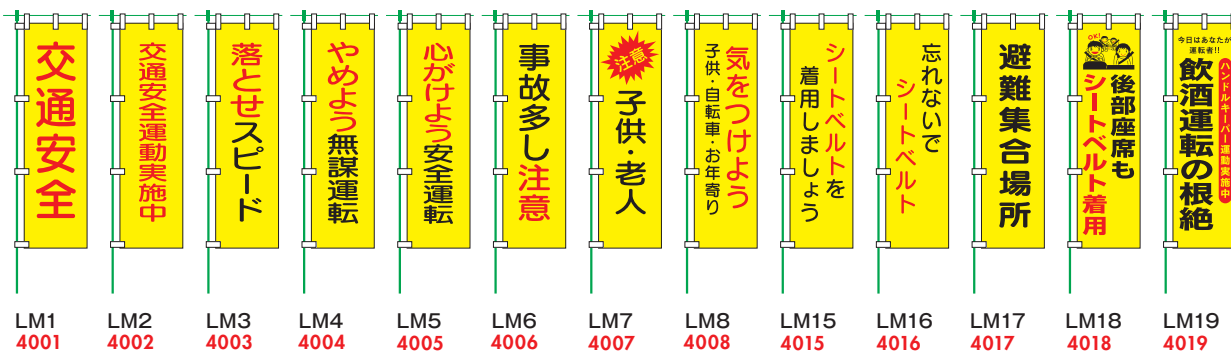 交通安全
交通安全運動実施中
落とせスピード
やめよう無謀運転
心がけよう安全運転
事故多し注意
注意
子供・老人
気をつけよう
子供・自転車・お年寄り
シートベルトを
着用しましょう
忘れないで
シートベルト
避難集合場所
OK!
後部座席も
シートベルト着用
今日はあなたが
運転者!!
ハンドルキーパー運動実施中
飲酒運転の根絶
LM1
4001
LM2
4002
LM3
4003
LM4
4004
LM5
4005
LM6
4006
LM7
4007
LM8
4008
LM15
4015
LM16
4016
LM17
4017
LM18
4018
LM19
4019